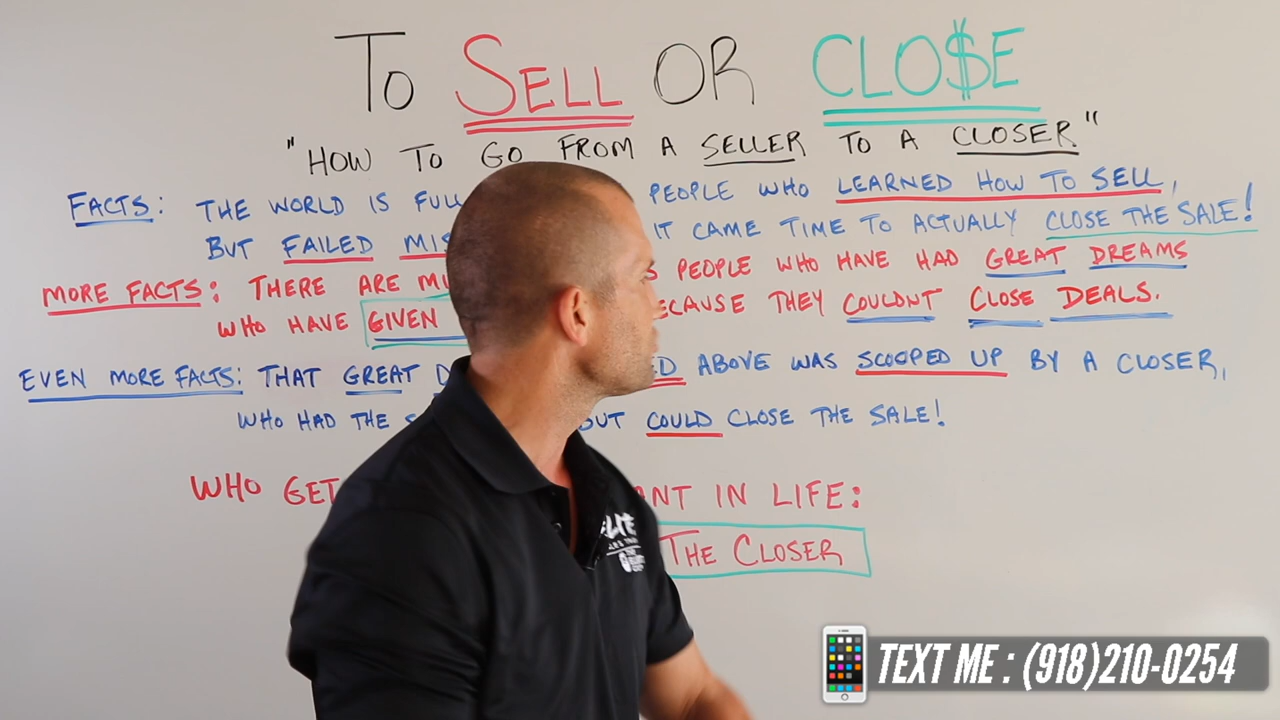 TO SELL OR CLO$E
"HOW TO GO FROM A SELLER TO A CLOSER"
FACTS: THE WORLD IS FULL PEOPLE WHO LEARNED HOW TO SELL,
BUT FAILED IT CAME TIME TO ACTUALLY CLOSE THE SALE!
MORE FACTS: THERE ARE PEOPLE WHO HAVE HAD GREAT DREAMS
WHO HAVE GIVEN THEY COULDNT CLOSE DEALS.
EVEN MORE FACTS: THAT GREAT ABOVE WAS SCOOPED UP BY A CLOSER,
WHO HAD THE BUT COULD CLOSE THE SALE!
WHO GET IN LIFE:
THE CLOSER
TEXT ME : (918)210-0254